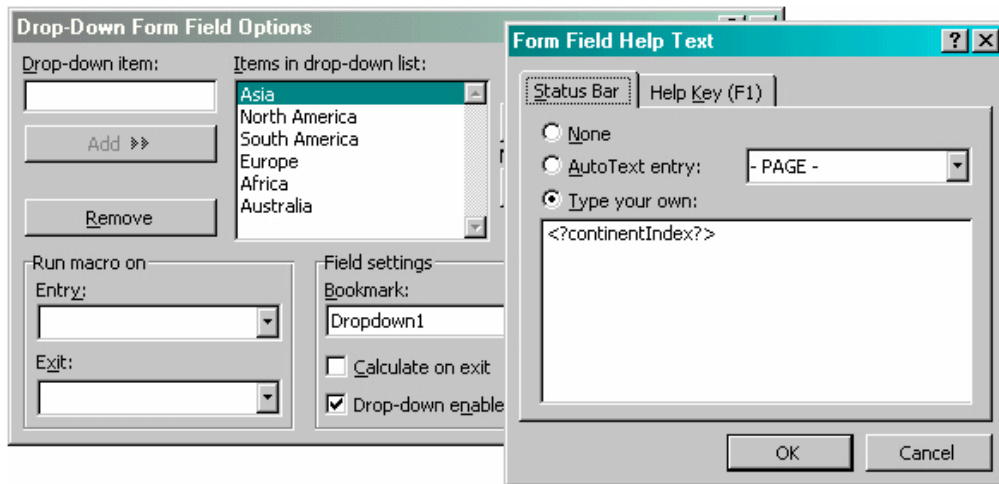 Drop-Down Form Field Options
Drop-down item:
Items in drop-down list:
Asia
North America
South America
Europe
Africa
Australia
Add
Remove
Run macro on
Entry:
Exit:
Field settings
Bookmark:
Dropdown1
Calculate on exit
Drop-down enable
Form Field Help Text
? X
Status Bar
Help Key (F1)
None
AutoText entry:
- PAGE -
Type your own:
<?continentIndex?>
OK
Cancel